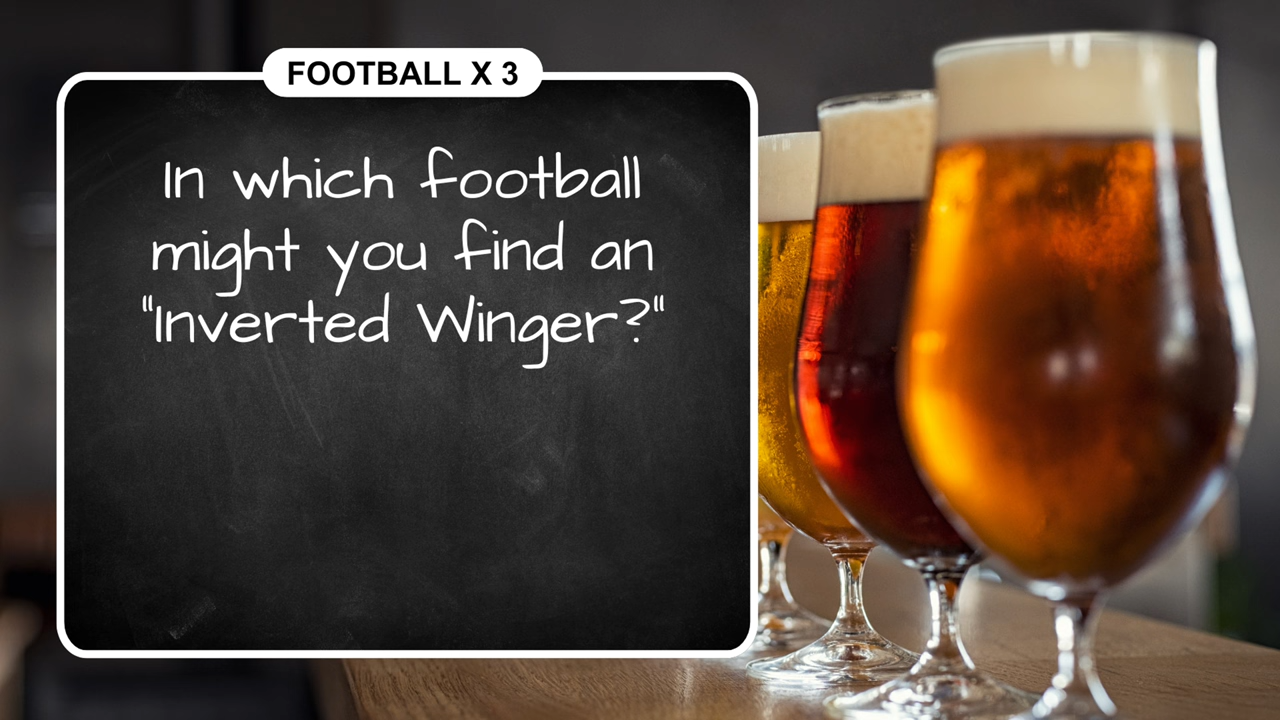 FOOTBALL X 3
In which football
might you find an
"Inverted Winger?"